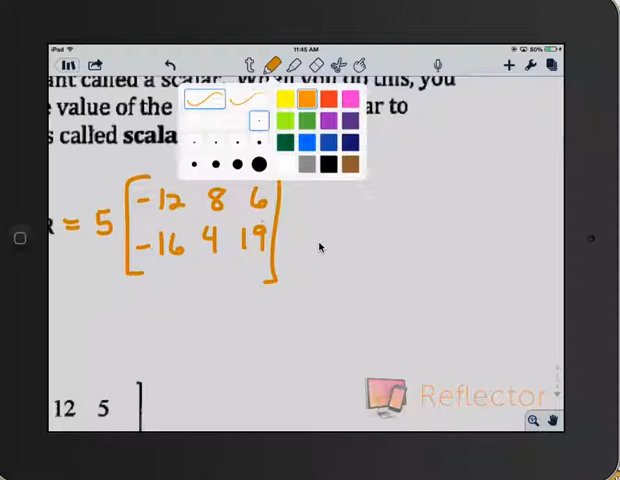 iPad 11:45 AM 60%
t
ant called a scalar. When you do this, you
e value of the ar to
s called scala
R = 5 [ -12 8 6
-16 4 19 ]
12 5 ]
Reflector